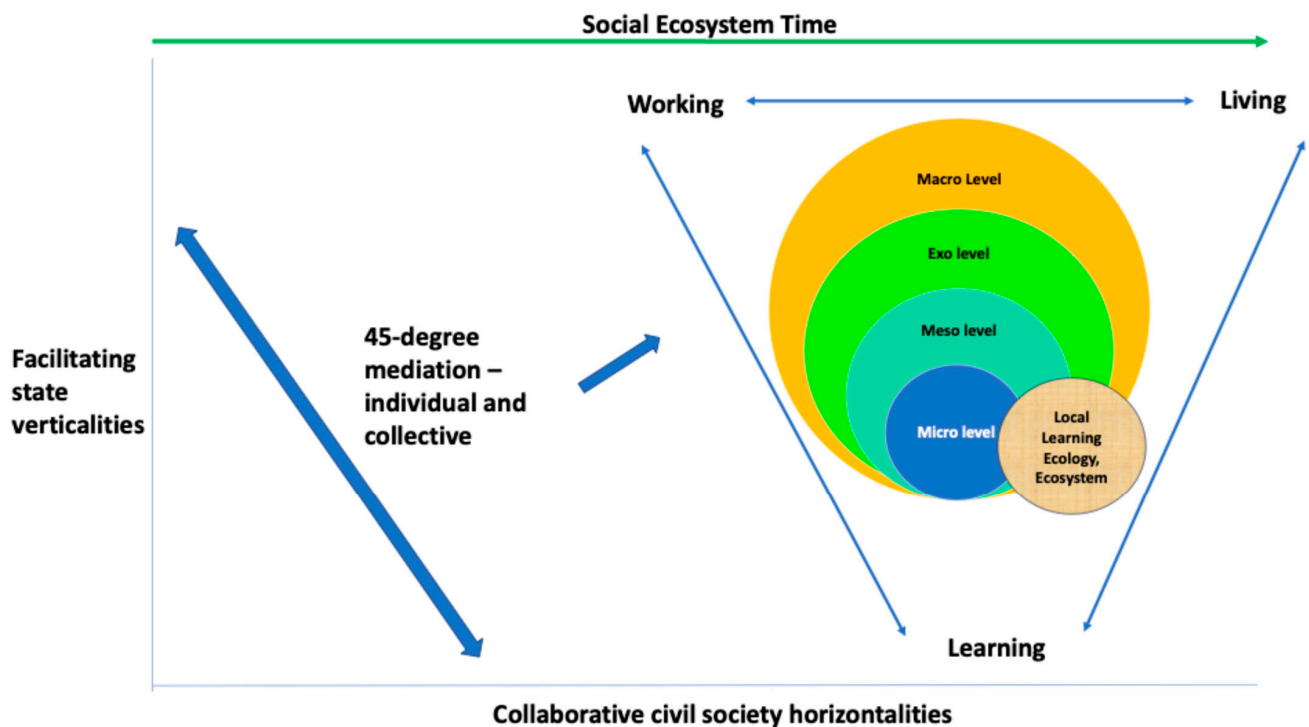 Social Ecosystem Time
Working
Living
Macro Level
Exo level
Meso level
Micro level
Local
Learning
Ecology,
Ecosystem
45-degree
mediation –
individual and
collective
Facilitating
state
verticalities
Learning
Collaborative civil society horizontalities